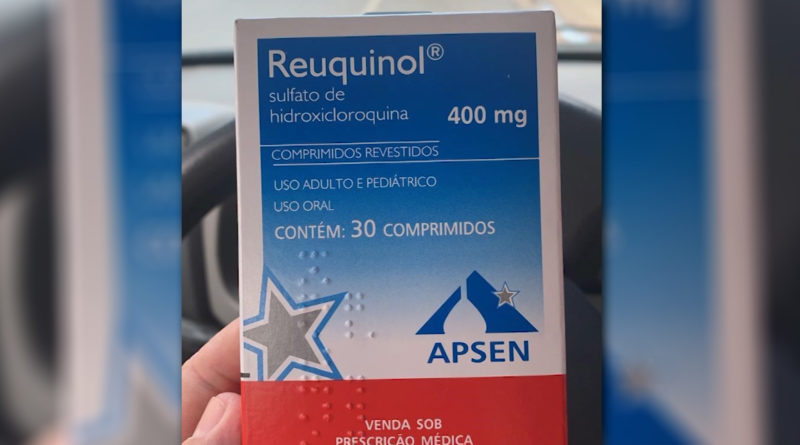 Reuquinol®
sulfato de
hidroxicloroquina 400 mg
COMPRIMIDOS REVESTIDOS
USO ADULTO E PEDIÁTRICO
USO ORAL
CONTÉM: 30 COMPRIMIDOS
APSEN
VENDA SOB
PRESCRIÇÃO MÉDICA